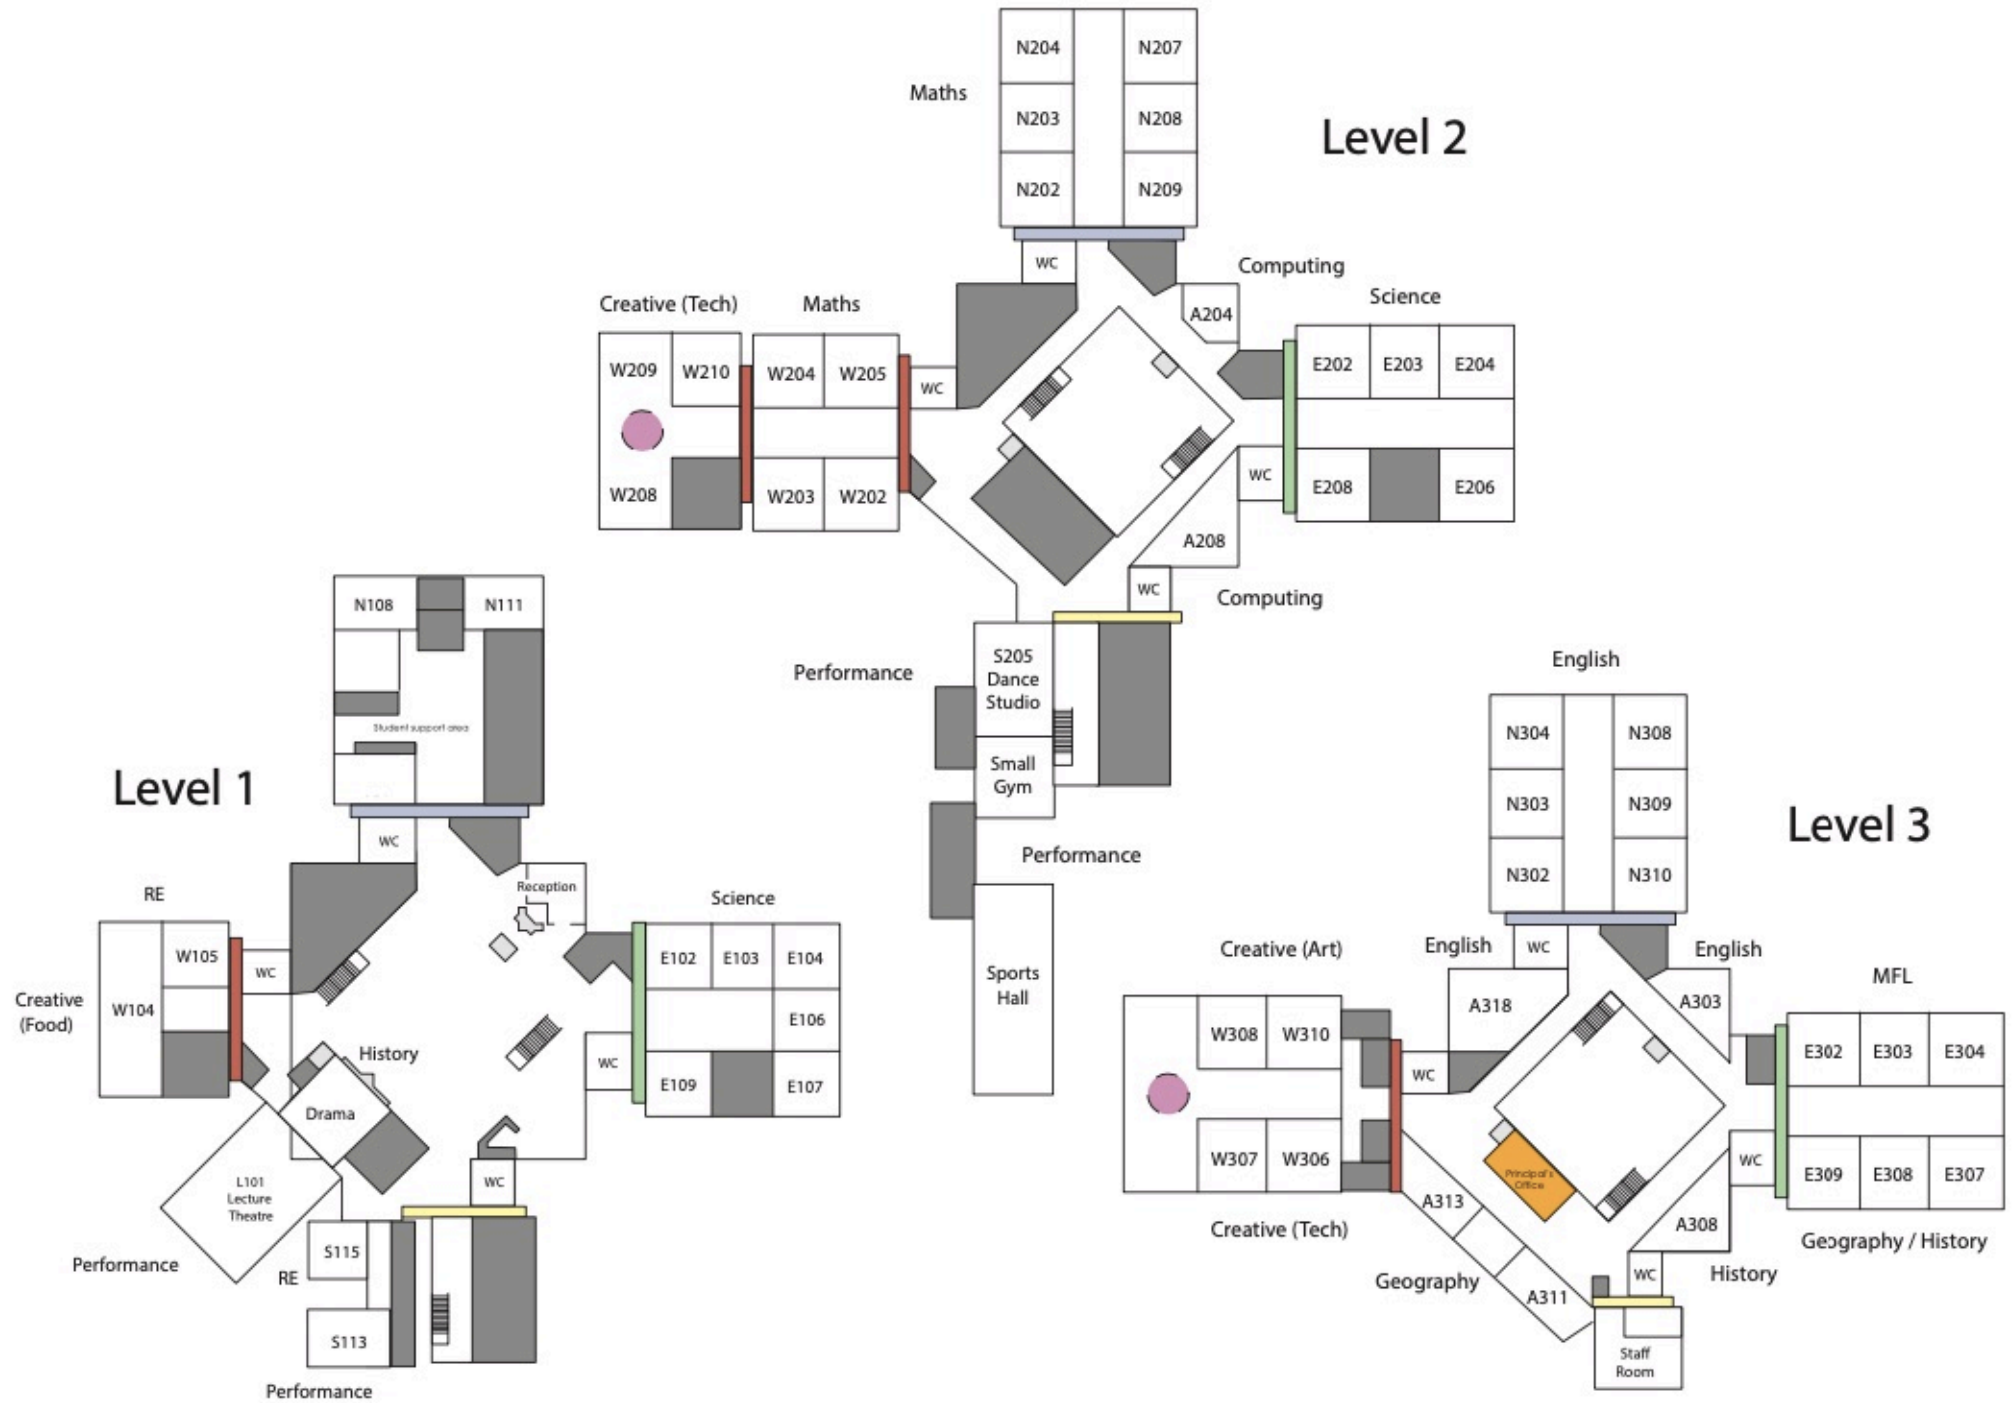 Level 2
Maths
N204
N207
N203
N208
N202
N209
WC
Computing
A204
Science
E202
E203
E204
Creative (Tech)
Maths
W209
W210
W204
W205
WC
W208
W203
W202
WC
E208
E206
A208
WC
Computing
Performance
S205
Dance
Studio
Small
Gym
Performance
Sports
Hall
Level 1
N108
N111
Student support area
WC
Reception
RE
W105
WC
W104
Creative
(Food)
Science
E102
E103
E104
E106
WC
E109
E107
History
Drama
L101
Lecture
Theatre
WC
Performance
S115
RE
S113
Performance
Level 3
English
N304
N308
N303
N309
N302
N310
English
WC
English
A318
A303
MFL
E302
E303
E304
Creative (Art)
W308
W310
WC
W307
W306
Creative (Tech)
Principal's
Office
WC
E309
E308
E307
Geography / History
A313
A308
Geography
A311
WC
History
Staff
Room